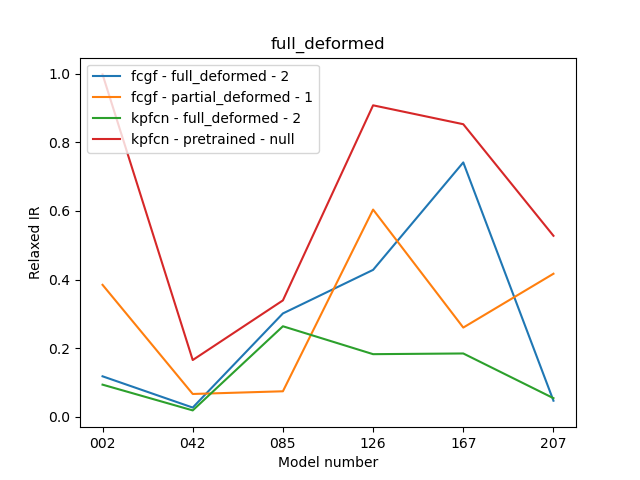 full_deformed
fcgf - full_deformed - 2
fcgf - partial_deformed - 1
kpfcn - full_deformed - 2
kpfcn - pretrained - null
1.0
0.8
0.6
0.4
0.2
0.0
Relaxed IR
002 042 085 126 167 207
Model number